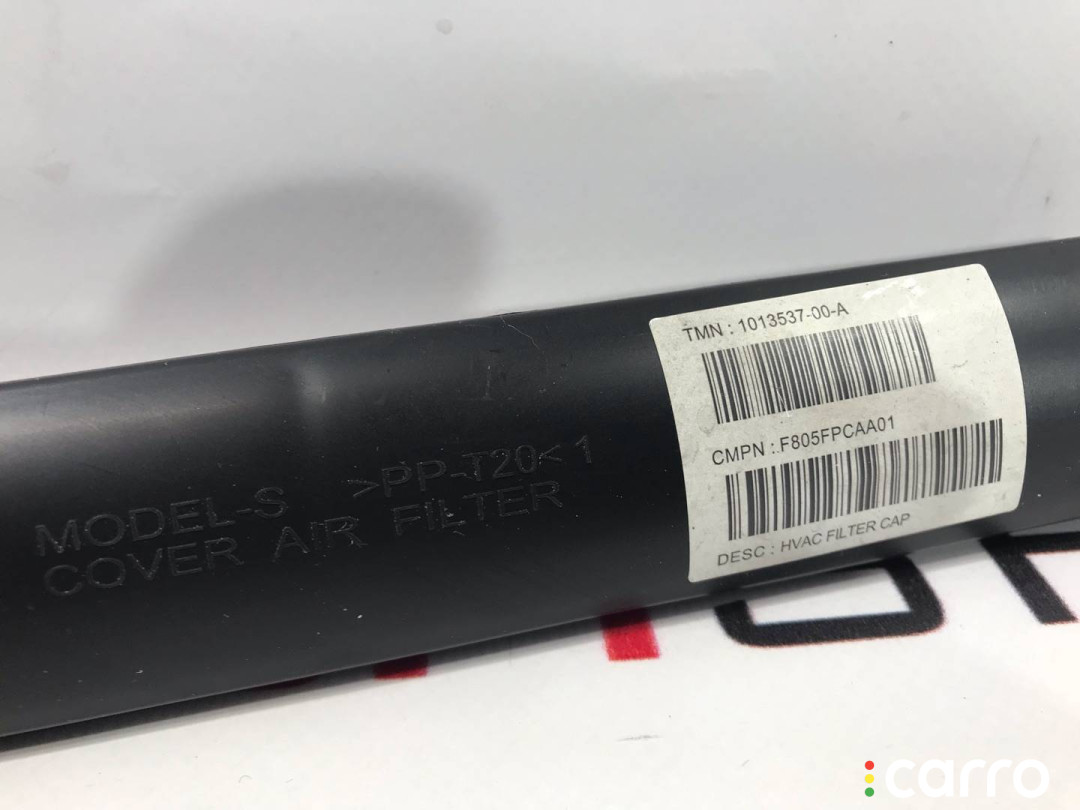 MODEL-S >PP-T20< 1
COVER AIR FILTER
TMN : 1013537-00-A
CMPN : F805FPCAA01
DESC : HVAC FILTER CAP
carro